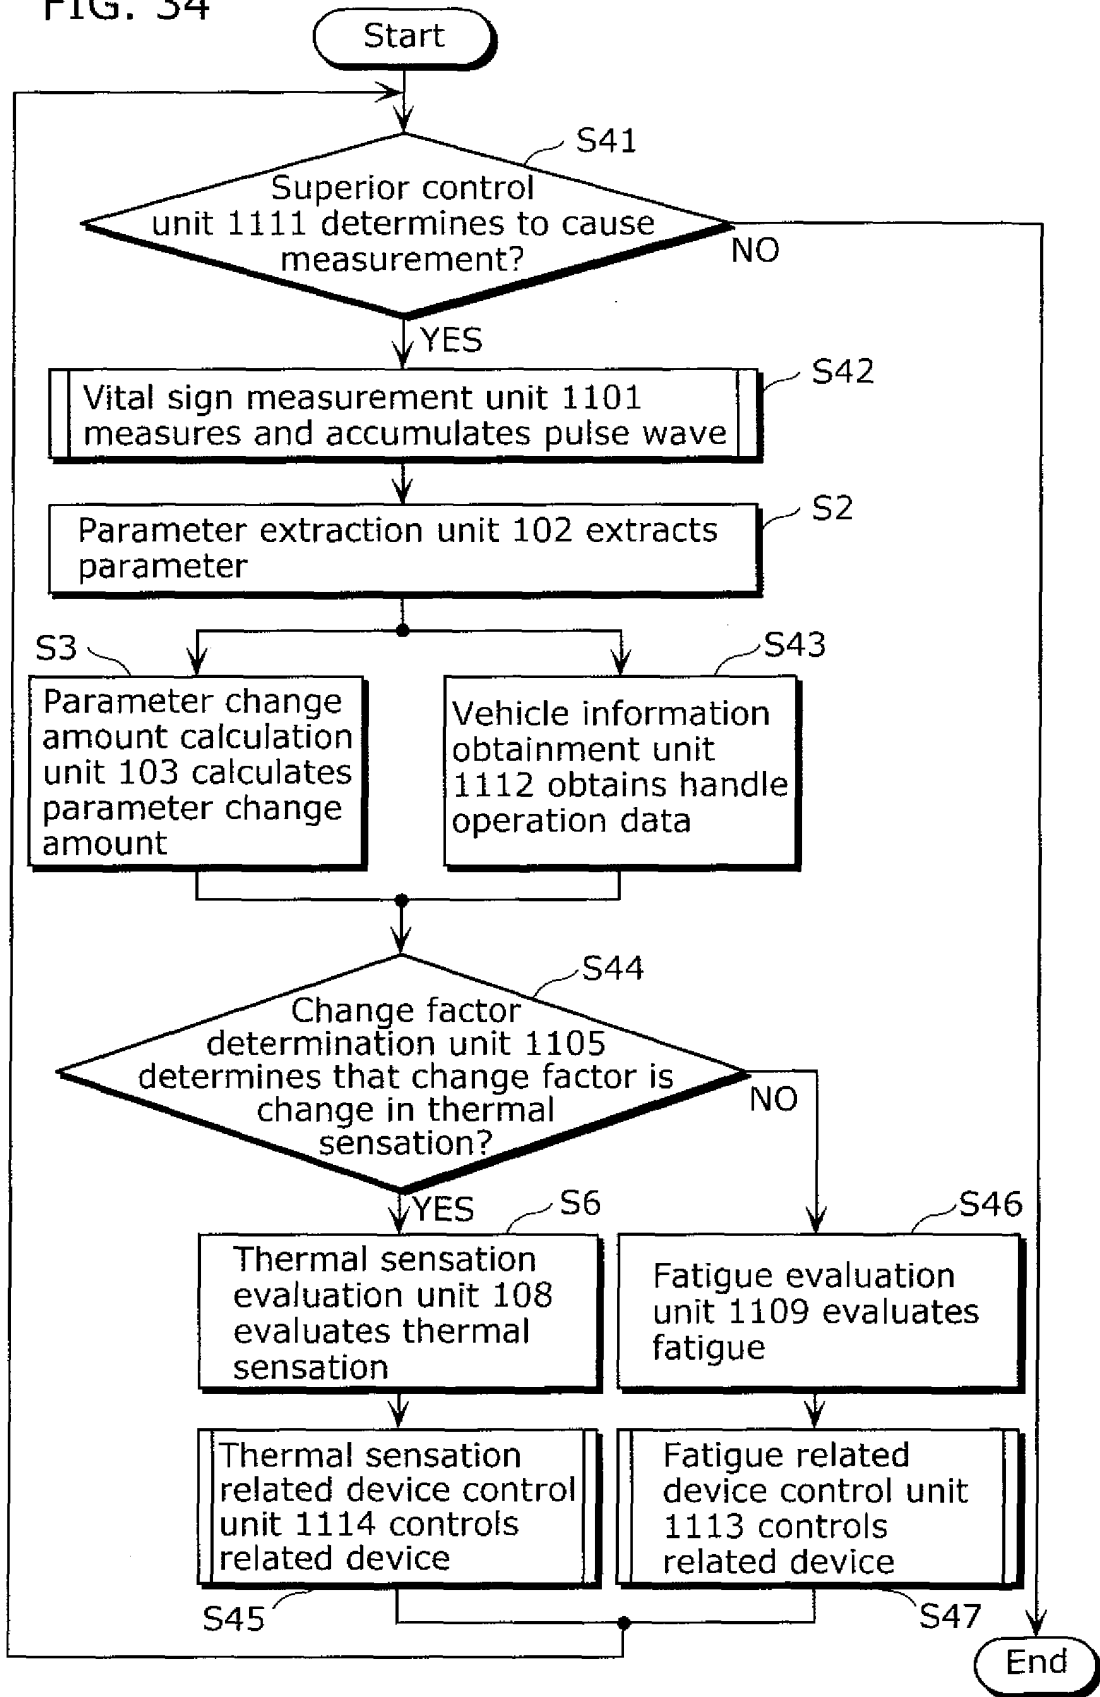 FIG. 34
Start
S41
Superior control
unit 1111 determines to cause
measurement?
NO
YES
S42
Vital sign measurement unit 1101
measures and accumulates pulse wave
S2
Parameter extraction unit 102 extracts
parameter
S3
Parameter change
amount calculation
unit 103 calculates
parameter change
amount
S43
Vehicle information
obtainment unit
1112 obtains handle
operation data
S44
Change factor
determination unit 1105
determines that change factor is
change in thermal
sensation?
NO
YES
S6
Thermal sensation
evaluation unit 108
evaluates thermal
sensation
S46
Fatigue evaluation
unit 1109 evaluates
fatigue
Thermal sensation
related device control
unit 1114 controls
related device
S45
Fatigue related
device control unit
1113 controls
related device
S47
End